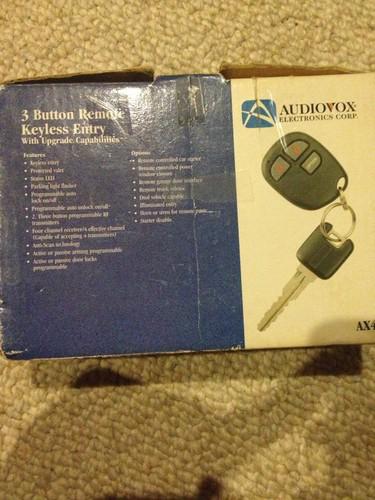 3 Button Remote
Keyless Entry
With Upgrade Capabilities
Features
• Keyless entry
• Protected valet
• Status LED
• Parking light flasher
• Programmable auto
lock on/off
• Programmable auto unlock on/off
• 2, Three button programmable RF
transmitters
• Four channel receiver/s effective channel
(Capable of accepting 4 transmitters)
• Anti-Scan technology
• Active or passive arming programmable
• Active or passive door locks
programmable
Options:
• Remote controlled car starter
• Remote controlled power
window closure
• Remote garage door interface
• Remote trunk release
• Dual vehicle capable
• Illuminated entry
• Horn or siren for remote panic
• Starter disable
AUDIOVOX
ELECTRONICS CORP.
AX4